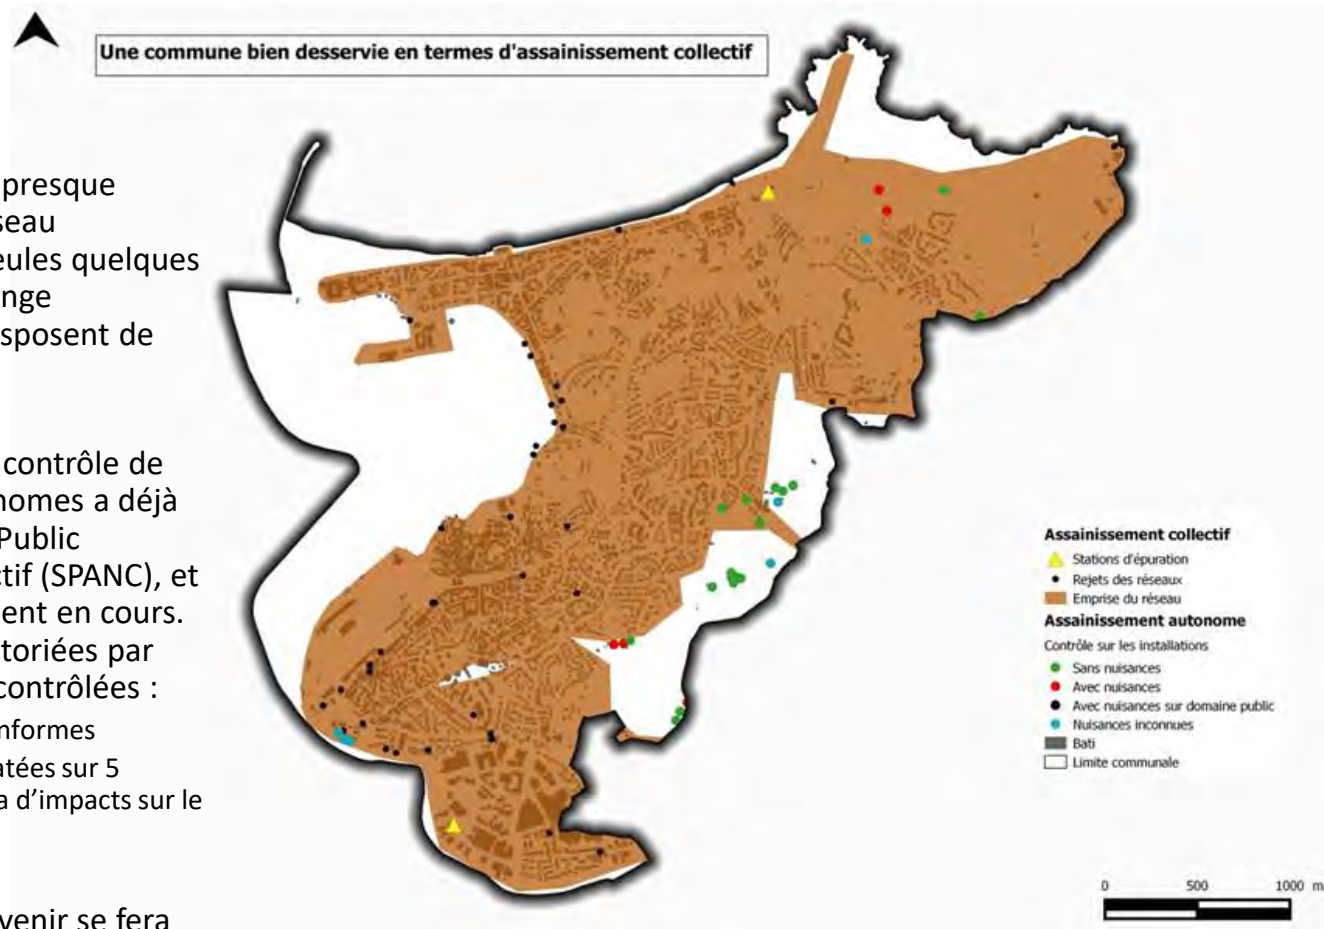 Une commune bien desservie en termes d'assainissement collectif
presque
seau
eules quelques
nge
sposent de
contrôle de
nomes a déjà
Public
ctif (SPANC), et
ent en cours.
toriées par
contrôlées :
nformes
atées sur 5
a d’impacts sur le
venir se fera
Assainissement collectif
Stations d'épuration
Rejets des réseaux
Emprise du réseau
Assainissement autonome
Contrôle sur les installations
Sans nuisances
Avec nuisances
Avec nuisances sur domaine public
Nuisances inconnues
Bati
Limite communale
0 500 1000 m